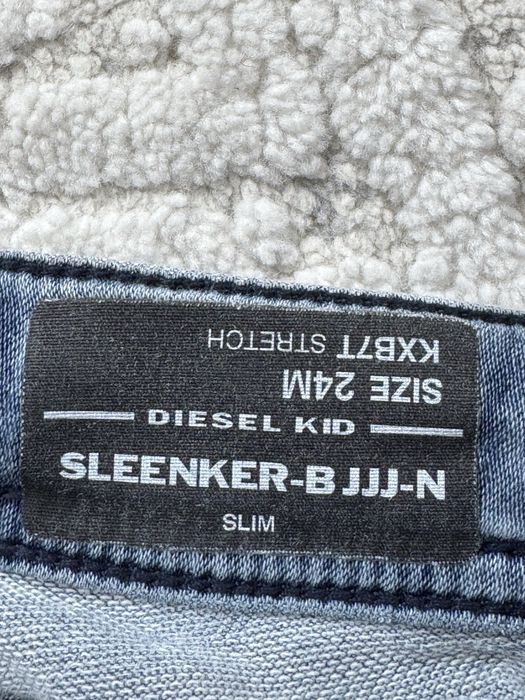 KXB7T STRETCH
SIZE 24M
DIESEL KID
SLEENKER-B JJJ-N
SLIM